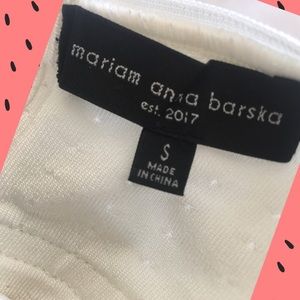 mariam anna barska
est. 2017
S
MADE
IN CHINA